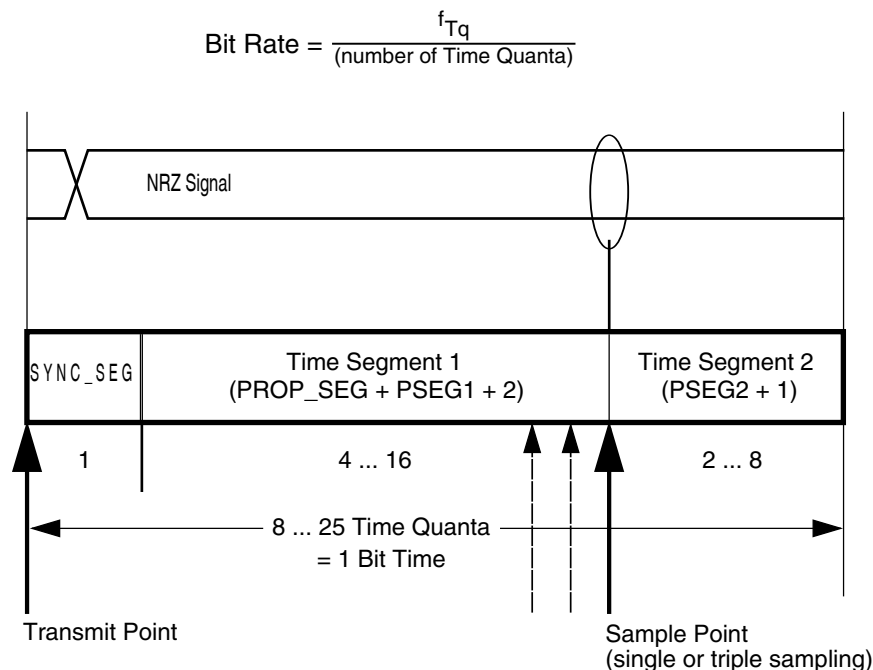 Bit Rate = fTq
(number of Time Quanta)
NRZ Signal
SYNC_SEG
Time Segment 1
(PROP_SEG + PSEG1 + 2)
Time Segment 2
(PSEG2 + 1)
1
4 ... 16
2 ... 8
8 ... 25 Time Quanta
= 1 Bit Time
Transmit Point
Sample Point
(single or triple sampling)